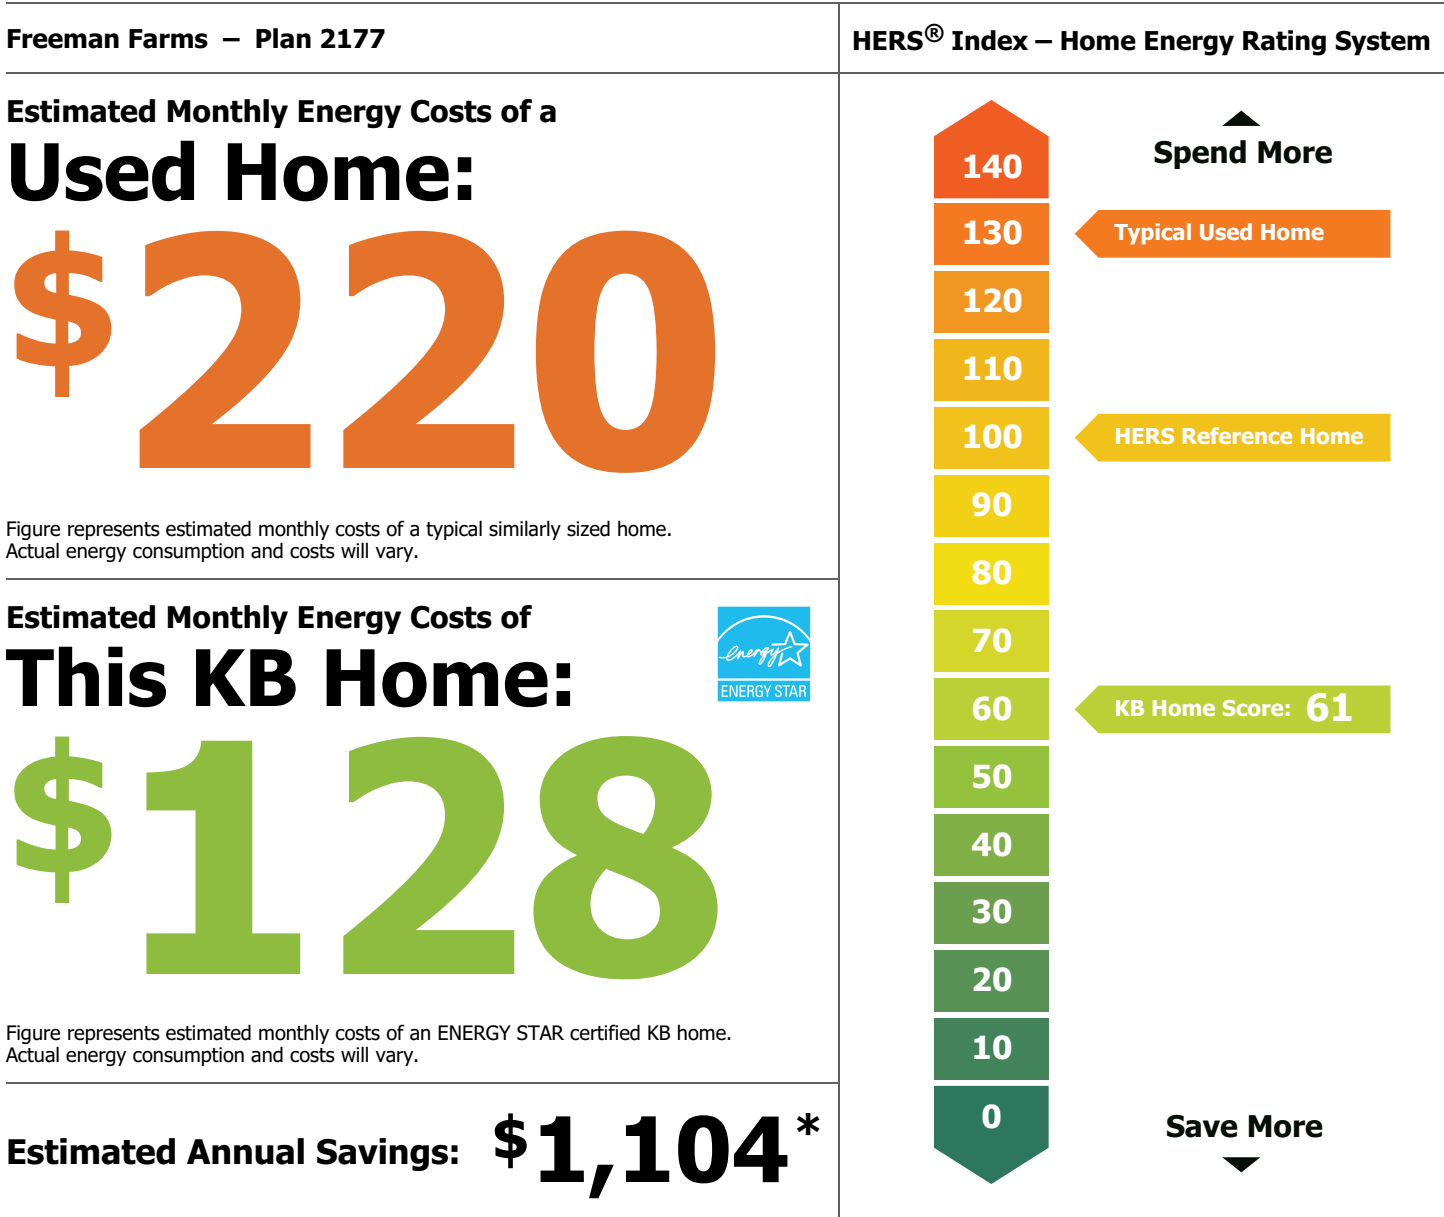 Freeman Farms – Plan 2177
Estimated Monthly Energy Costs of a
Used Home:
$220
Figure represents estimated monthly costs of a typical similarly sized home.
Actual energy consumption and costs will vary.
Estimated Monthly Energy Costs of
This KB Home:
energy
ENERGY STAR
$128
Figure represents estimated monthly costs of an ENERGY STAR certified KB home.
Actual energy consumption and costs will vary.
Estimated Annual Savings: $1,104*
HERS® Index – Home Energy Rating System
Spend More
140
130
Typical Used Home
120
110
100
HERS Reference Home
90
80
70
60
KB Home Score: 61
50
40
30
20
10
0
Save More